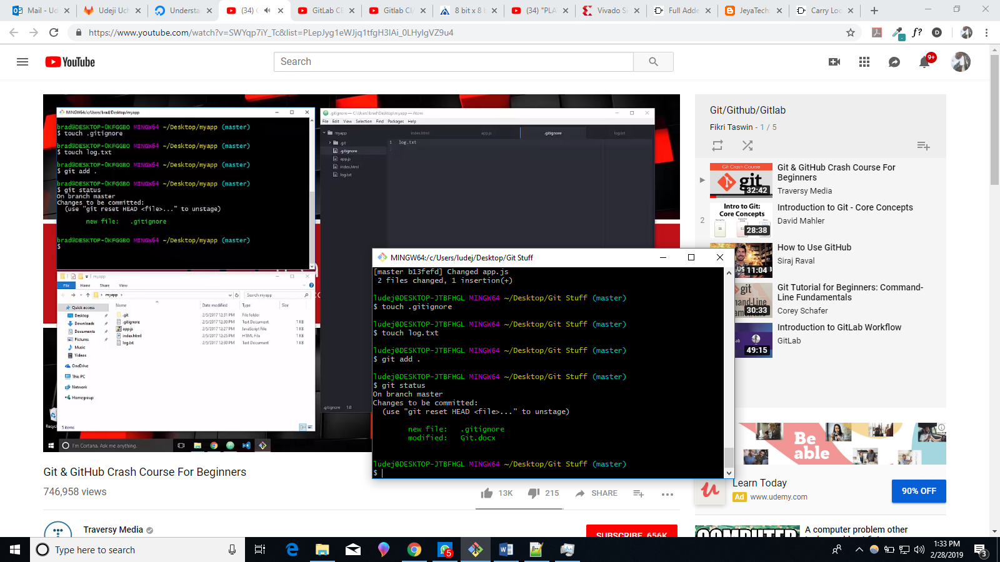 Mail - Ud
Udeji Uch
Understa
(34) G
GitLab CE
Gitlab CI/
8 bit x 8 b
(34) "PLA
Vivado Si
Full Adde
JeyaTech
Carry Loo
https://www.youtube.com/watch?v=SWYqp7iY_Tc&list=PLepJyg1eWJjq1tfgH3IAi_0LHyIgVZ9u4
f?
YouTube
Search
9+
MINGW64:/c/Users/brad/Desktop/myapp
brad@DESKTOP-0KFGGBO MINGW64 ~/Desktop/myapp (master)
$ touch .gitignore
brad@DESKTOP-0KFGGBO MINGW64 ~/Desktop/myapp (master)
$ touch log.txt
brad@DESKTOP-0KFGGBO MINGW64 ~/Desktop/myapp (master)
$ git add .
brad@DESKTOP-0KFGGBO MINGW64 ~/Desktop/myapp (master)
$ git status
On branch master
Changes to be committed:
(use "git reset HEAD <file>..." to unstage)
new file: .gitignore
brad@DESKTOP-0KFGGBO MINGW64 ~/Desktop/myapp (master)
$
.gitignore — C:\Users\brad\Desktop\myapp — Atom
File Edit View Selection Find Packages Help
myapp
.git
.gitignore
app.js
index.html
log.txt
index.html app.js .gitignore log.txt
1 log.txt
.gitignore 1:8
myapp
File Home Share View
myapp
Search myapp
Name Date modified Type Size
Quick access
Desktop
Downloads
Documents
Pictures
Music
Videos
OneDrive
This PC
Network
Homegroup
.git 2/5/2017 12:31 PM File folder
.gitignore 2/5/2017 12:30 PM Text Document 1 KB
app.js 2/5/2017 12:27 PM JavaScript File 1 KB
index.html 2/5/2017 12:25 PM HTML File 1 KB
log.txt 2/5/2017 12:30 PM Text Document 1 KB
5 items
I'm Cortana. Ask me anything.
MINGW64:/c/Users/ludej/Desktop/Git Stuff
[master b13fefd] Changed app.js
2 files changed, 1 insertion(+)
ludej@DESKTOP-JTBFHGL MINGW64 ~/Desktop/Git Stuff (master)
$ touch .gitignore
ludej@DESKTOP-JTBFHGL MINGW64 ~/Desktop/Git Stuff (master)
$ touch log.txt
ludej@DESKTOP-JTBFHGL MINGW64 ~/Desktop/Git Stuff (master)
$ git add .
ludej@DESKTOP-JTBFHGL MINGW64 ~/Desktop/Git Stuff (master)
$ git status
On branch master
Changes to be committed:
(use "git reset HEAD <file>..." to unstage)
new file: .gitignore
modified: Git.docx
ludej@DESKTOP-JTBFHGL MINGW64 ~/Desktop/Git Stuff (master)
$
Git & GitHub Crash Course For Beginners
746,958 views
13K
215
SHARE
Traversy Media
SUBSCRIBE 656K
Git/Github/Gitlab
Fikri Taswin - 1 / 5
Git Crash Course
git
32:42
Git & GitHub Crash Course For
Beginners
Traversy Media
2
Intro to Git:
Core Concepts
28:38
Introduction to Git - Core Concepts
David Mahler
11:04
How to Use GitHub
Siraj Raval
30:33
Git Tutorial for Beginners: Command-
Line Fundamentals
Corey Schafer
49:15
Introduction to GitLab Workflow
GitLab
Be
able
Learn Today
Ad www.udemy.com
90% OFF
COMPUTER
A computer problem other
Type here to search
5
1:33 PM
2/28/2019
3